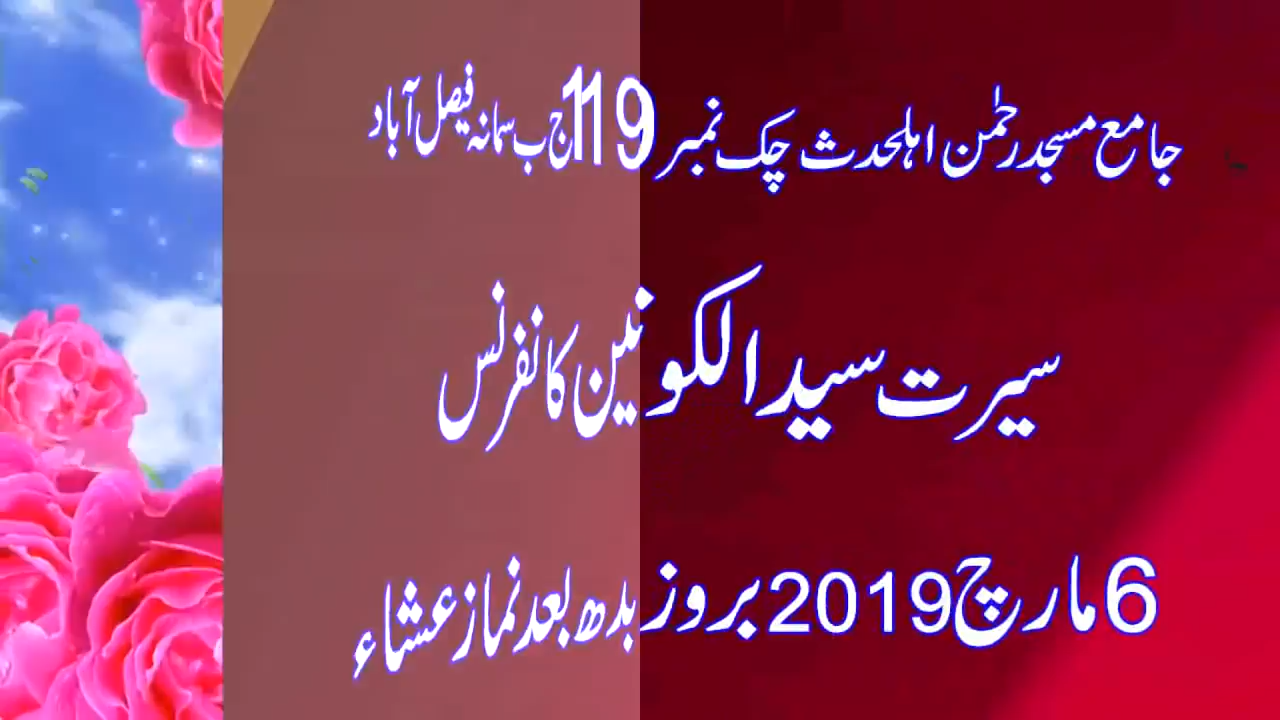 جامع مسجد رحمٰن اہلحدث چک نمبر 119 ج ب سمانہ فیصل آباد
سیرت سید الکونین کانفرنس
6 مارچ 2019 بروز بدھ بعد نماز عشاء